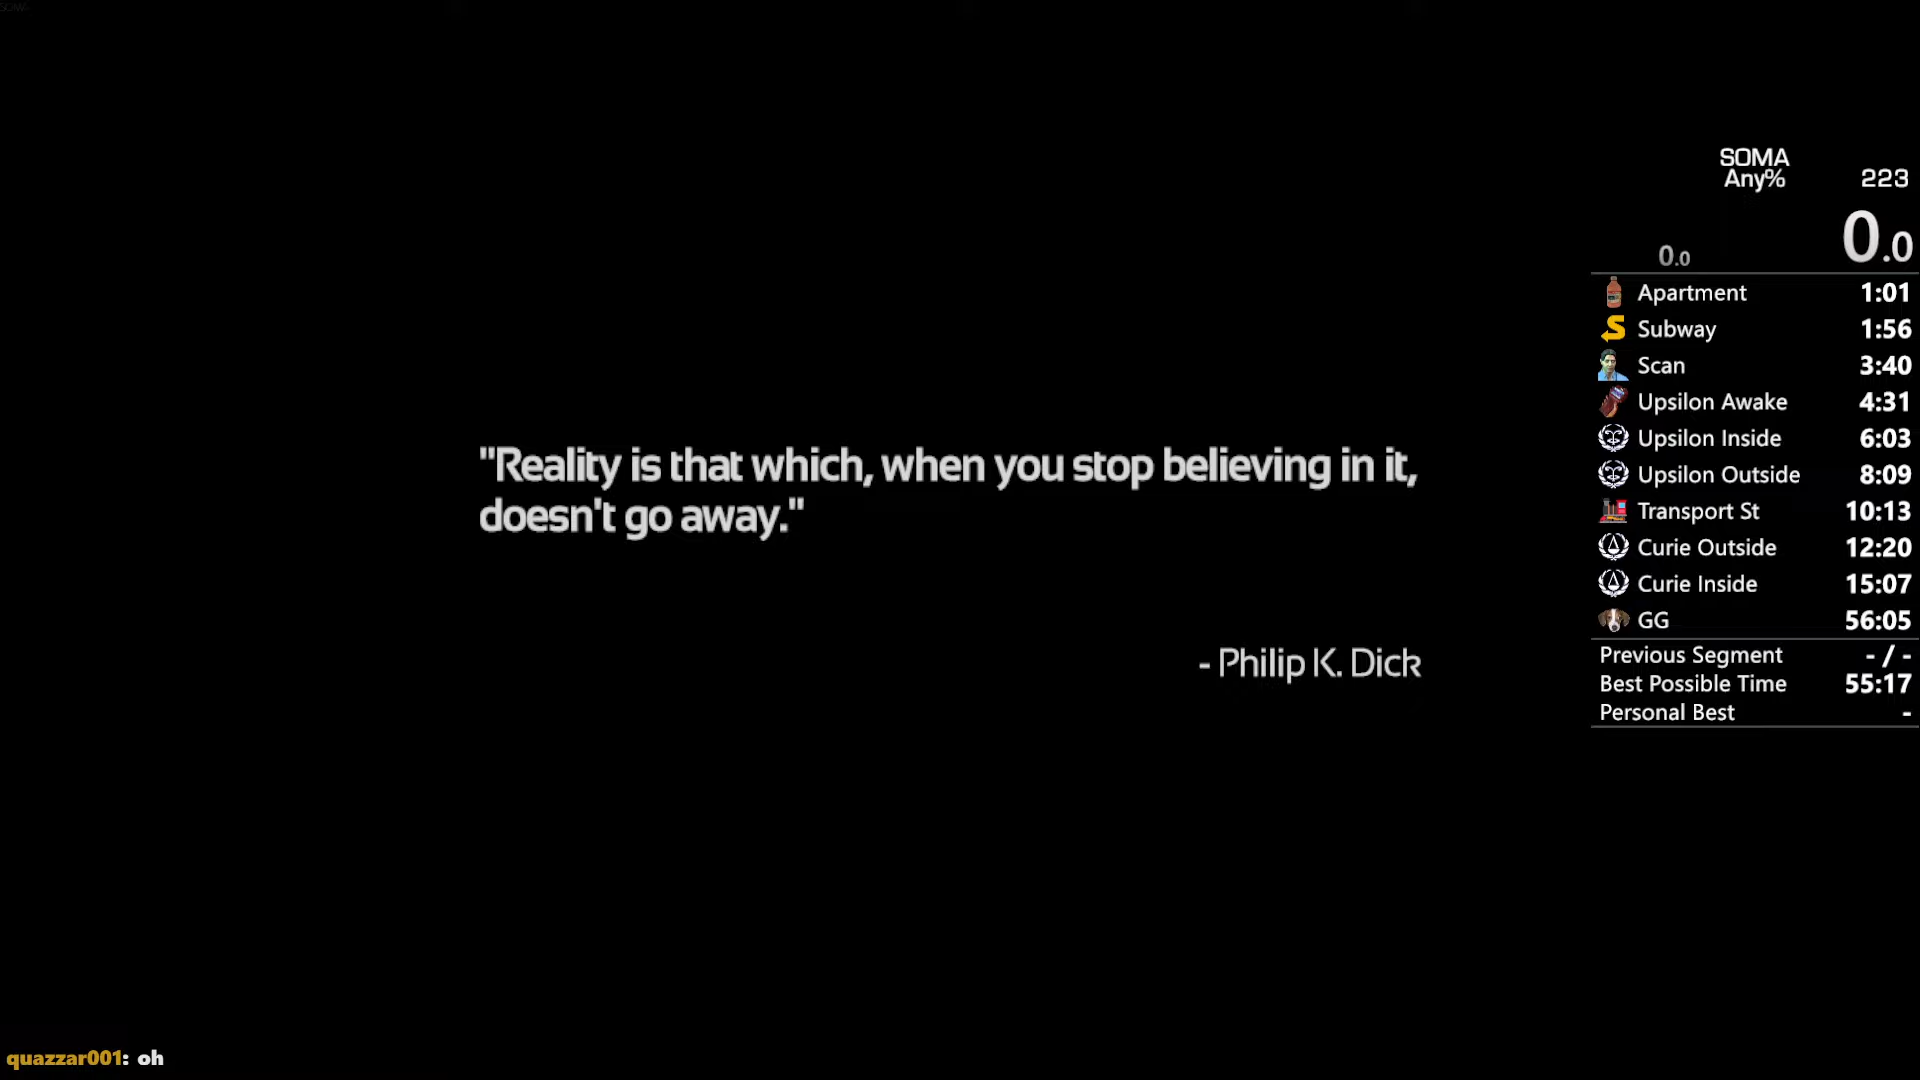 "Reality is that which, when you stop believing in it,
doesn't go away."
- Philip K. Dick
SOMA
Any% 223
0.0 0.0
Apartment 1:01
Subway 1:56
Scan 3:40
Upsilon Awake 4:31
Upsilon Inside 6:03
Upsilon Outside 8:09
Transport St 10:13
Curie Outside 12:20
Curie Inside 15:07
GG 56:05
Previous Segment - / -
Best Possible Time 55:17
Personal Best -
quazzar001: oh